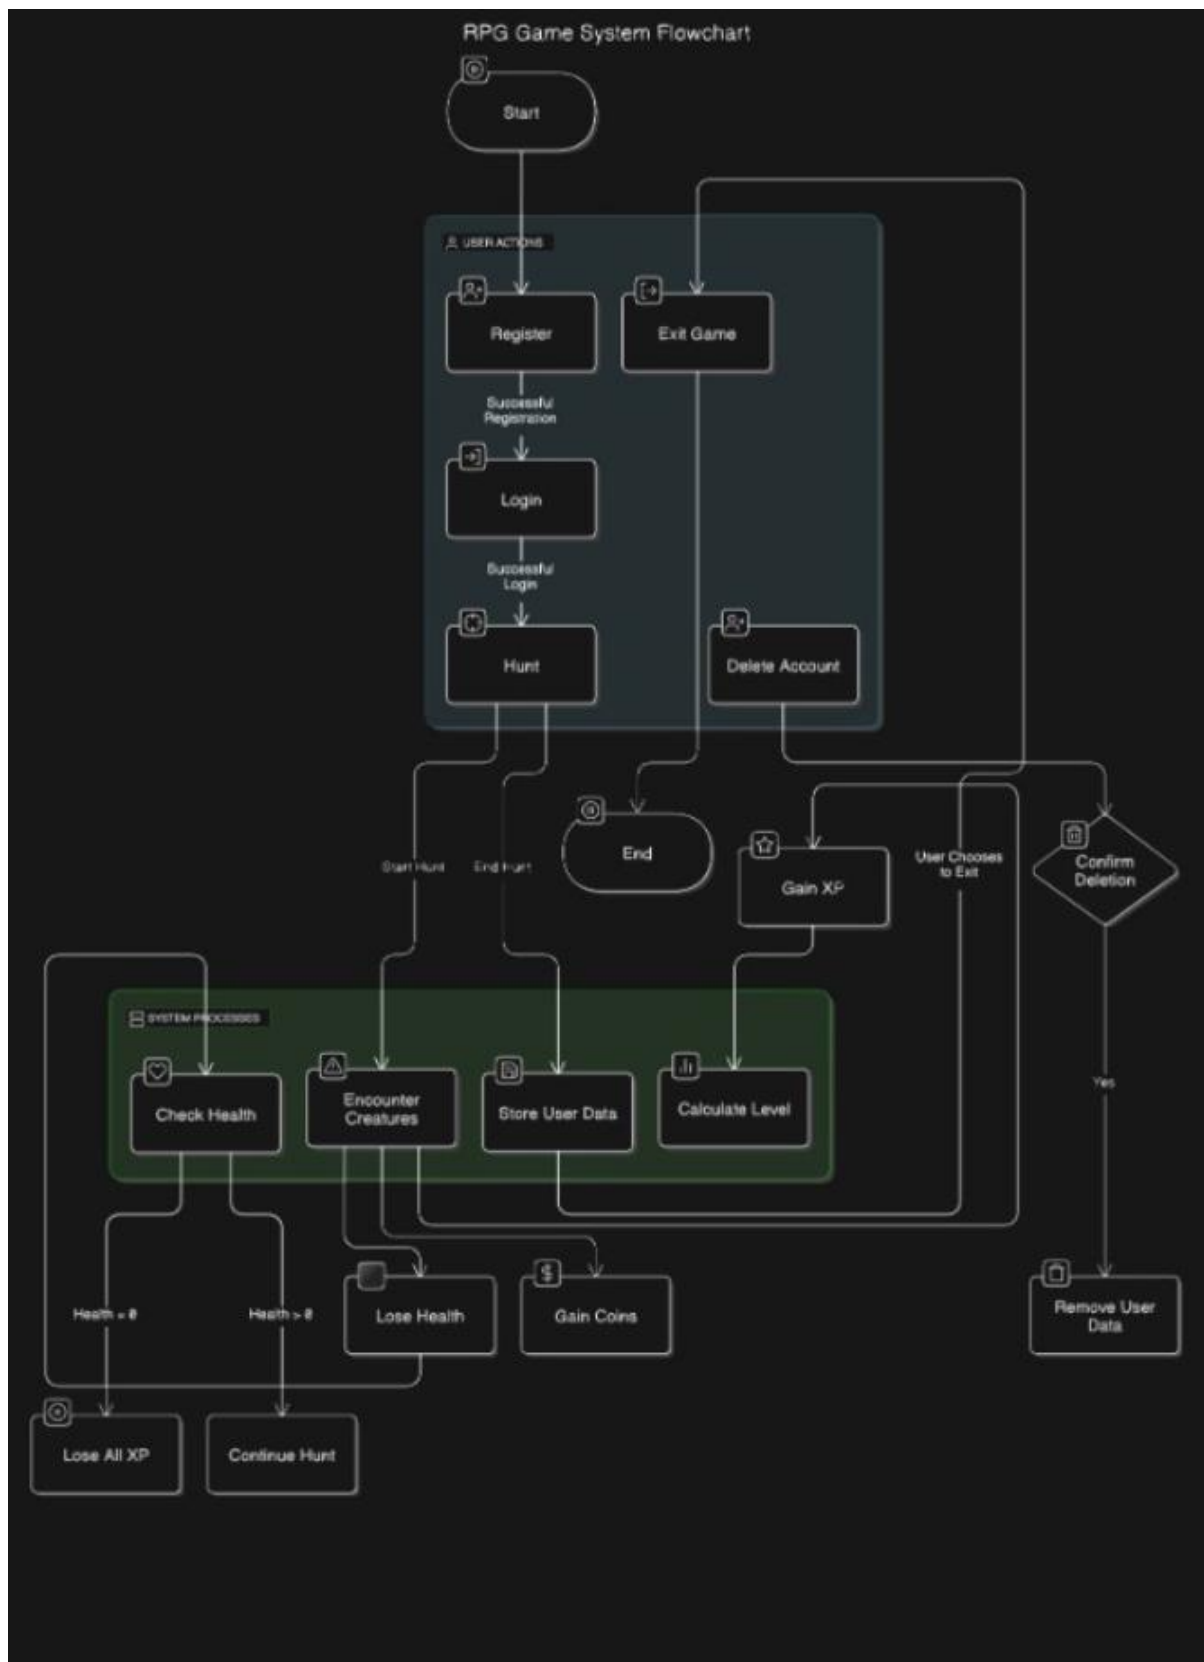 RPG Game System Flowchart
Start
USER ACTIONS
Register
Exit Game
Successful
Registration
Login
Successful
Login
Hunt
Delete Account
Start Hunt
End Hunt
End
Gain XP
User Chooses
to Exit
Confirm
Deletion
SYSTEM PROCESSES
Check Health
Encounter
Creatures
Store User Data
Calculate Level
Yes
Health = 0
Health > 0
Lose Health
Gain Coins
Remove User
Data
Lose All XP
Continue Hunt